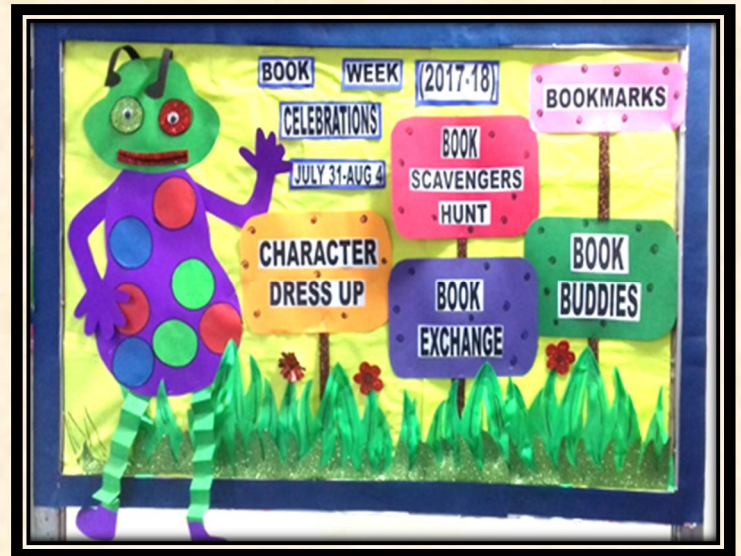 BOOK WEEK (2017-18)
CELEBRATIONS
JULY 31-AUG 4
BOOKMARKS
BOOK
SCAVENGERS
HUNT
CHARACTER
DRESS UP
BOOK
EXCHANGE
BOOK
BUDDIES